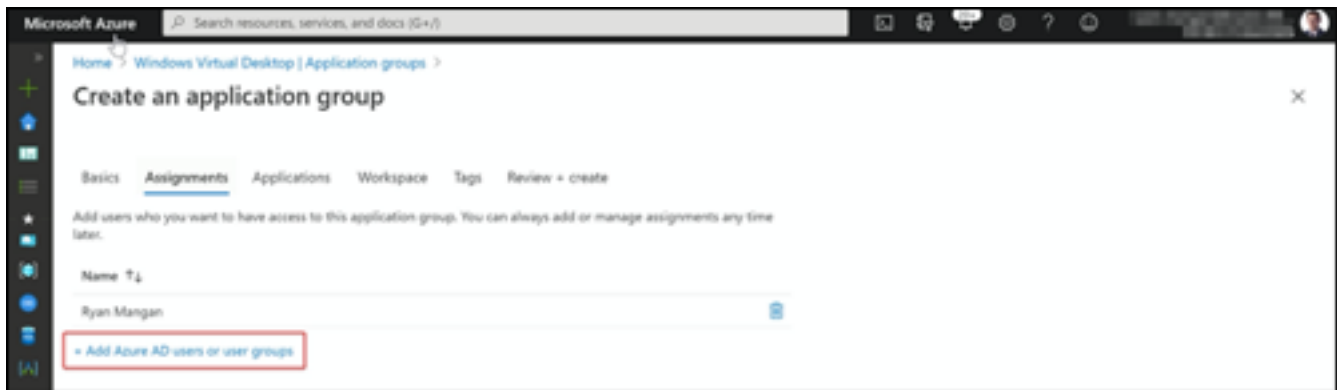 Microsoft Azure
Search resources, services, and docs (G+/)
Home > Windows Virtual Desktop | Application groups >
Create an application group
Basics Assignments Applications Workspace Tags Review + create
Add users who you want to have access to this application group. You can always add or manage assignments any time
later.
Name ↑↓
Ryan Mangan
+ Add Azure AD users or user groups